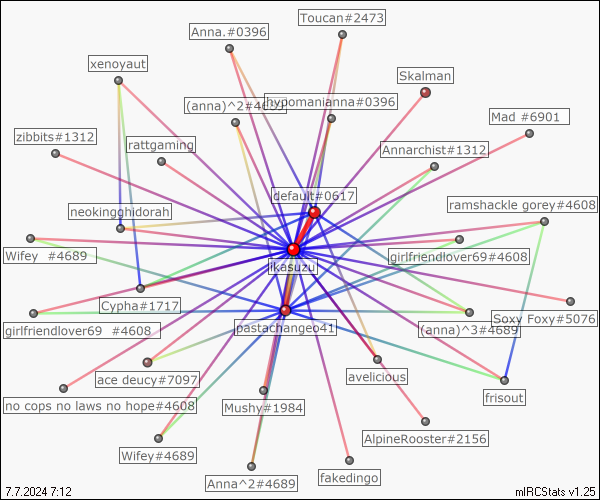 Toucan#2473
Anna.#0396
xenoyaut
Skalman
(anna)^2#4689
hypomanianna#0396
Mad #6901
zibbits#1312
rattgaming
Annarchist#1312
default#0617
ramshackle gorey#4608
neokingghidorah
Wifey  #4689
ikasuzu
girlfriendlover69#4608
Cypha#1717
Soxy Foxy#5076
girlfriendlover69  #4608
pastachangeo41
(anna)^3#4689
ace deucy#7097
avelicious
no cops no laws no hope#4608
Mushy#1984
frisout
AlpineRooster#2156
Wifey#4689
Anna^2#4689
fakedingo
7.7.2024 7:12
mIRCStats v1.25